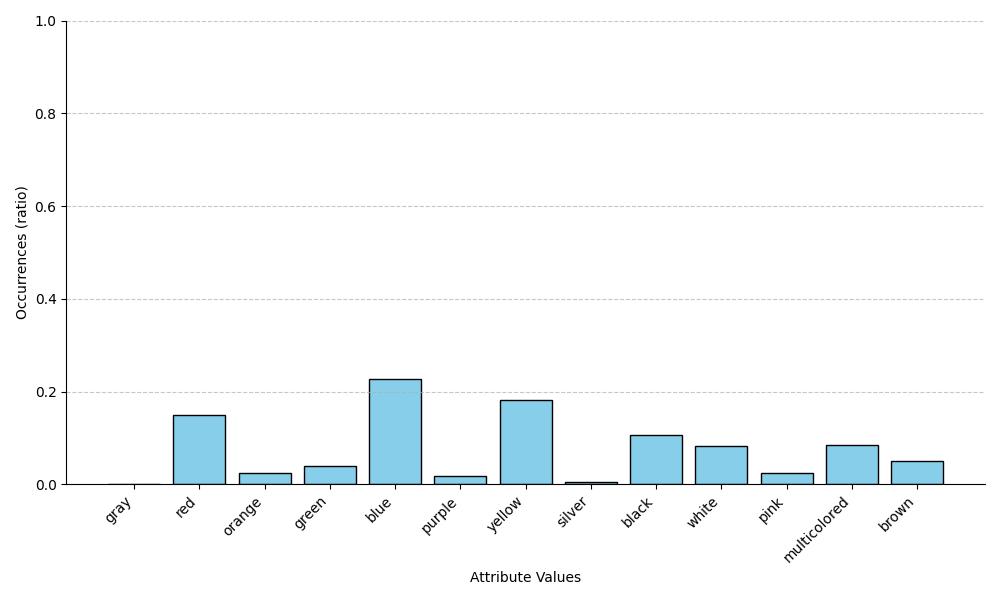 1.0
0.8
0.6
0.4
0.2
0.0
Occurrences (ratio)
gray
red
orange
green
blue
purple
yellow
silver
black
white
pink
multicolored
brown
Attribute Values